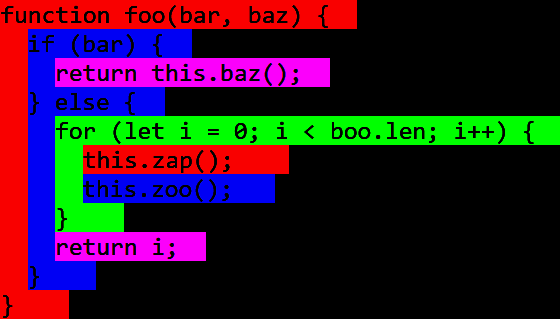 function foo(bar, baz) {
  if (bar) {
    return this.baz();
  } else {
    for (let i = 0; i < boo.len; i++) {
      this.zap();
      this.zoo();
    }
    return i;
  }
}